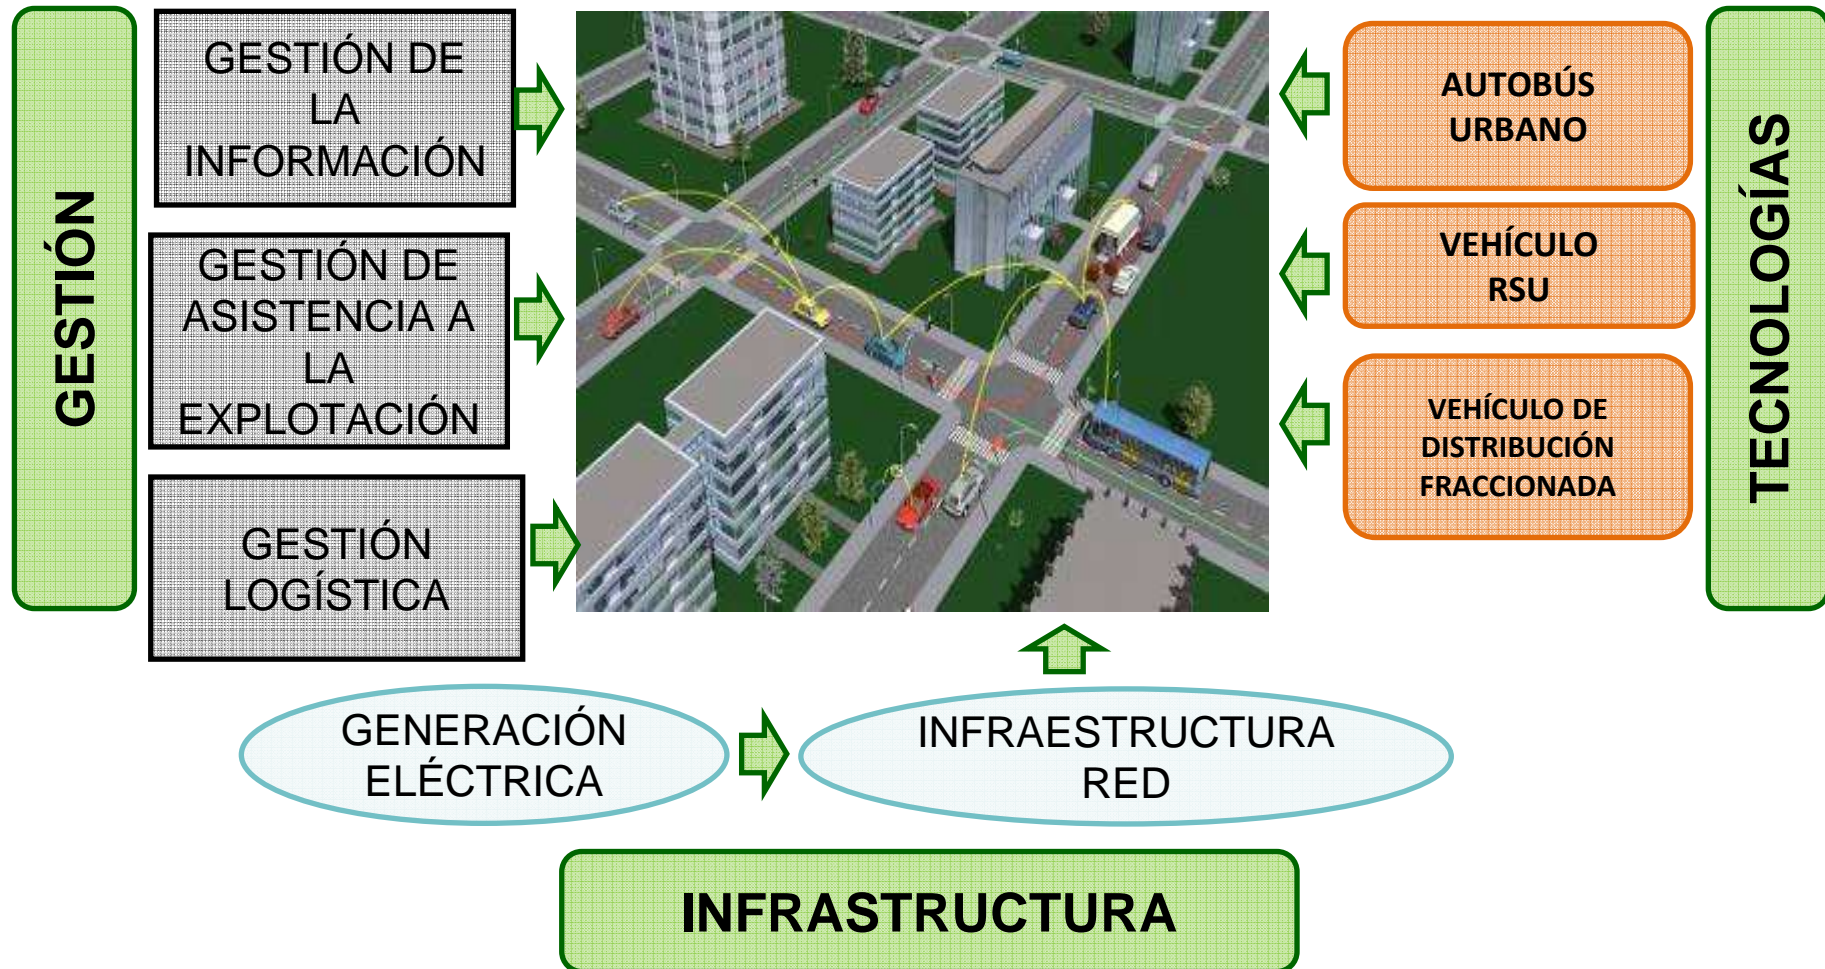 GESTIÓN
GESTIÓN DE
LA
INFORMACIÓN
GESTIÓN DE
ASISTENCIA A
LA
EXPLOTACIÓN
GESTIÓN
LOGÍSTICA
AUTOBÚS
URBANO
VEHÍCULO
RSU
VEHÍCULO DE
DISTRIBUCIÓN
FRACCIONADA
TECNOLOGÍAS
GENERACIÓN
ELÉCTRICA
INFRAESTRUCTURA
RED
INFRASTRUCTURA